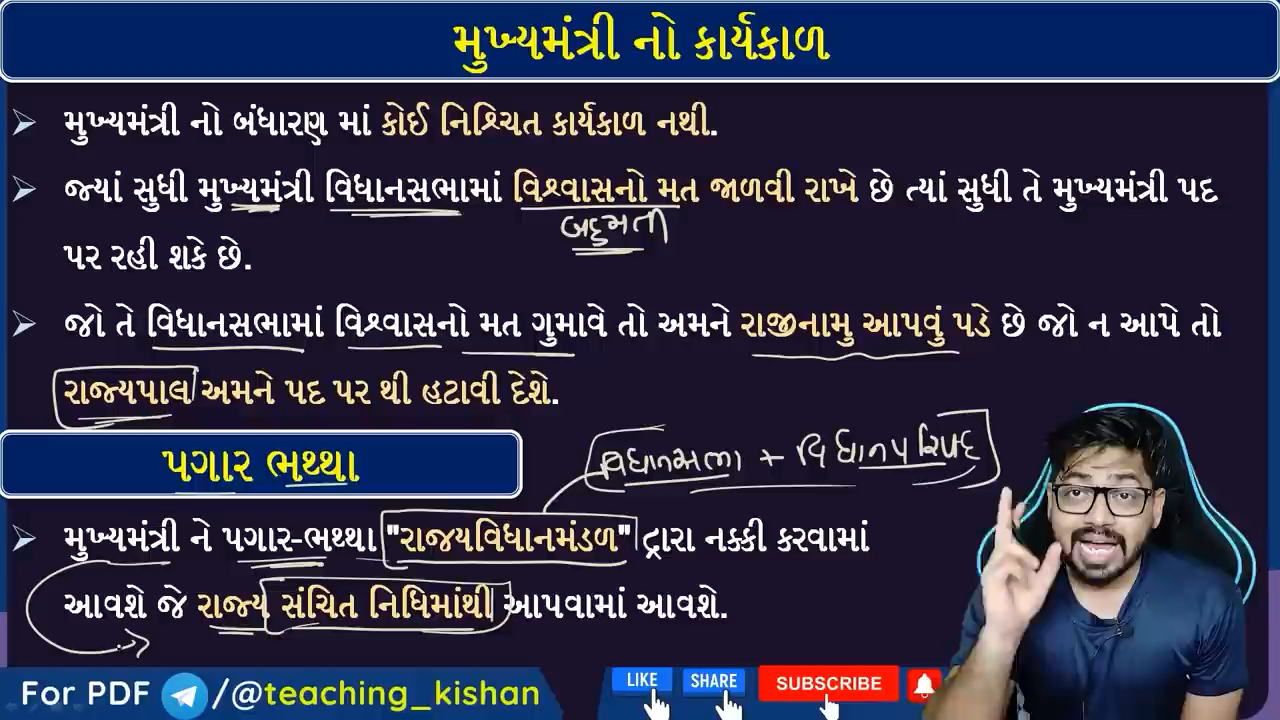 મુખ્યમંત્રી નો કાર્યકાળ
➢ મુખ્યમંત્રી નો બંધારણ માં કોઈ નિશ્ચિત કાર્યકાળ નથી.
➢ જ્યાં સુધી મુખ્યમંત્રી વિધાનસભામાં વિશ્વાસનો મત જાળવી રાખે છે ત્યાં સુધી તે મુખ્યમંત્રી પદ
બહુમતી
પર રહી શકે છે.
➢ જો તે વિધાનસભામાં વિશ્વાસનો મત ગુમાવે તો અમને રાજીનામુ આપવું પડે છે જો ન આપે તો
રાજ્યપાલ અમને પદ પર થી હટાવી દેશે.
વિધાનસભા + વિધાનપરિષદ
પગાર ભથ્થા
➢ મુખ્યમંત્રી ને પગાર-ભથ્થા "રાજયવિધાનમંડળ" દ્વારા નક્કી કરવામાં
આવશે જે રાજ્ય સંચિત નિધિમાંથી આપવામાં આવશે.
For PDF /@teaching_kishan
LIKE SHARE SUBSCRIBE